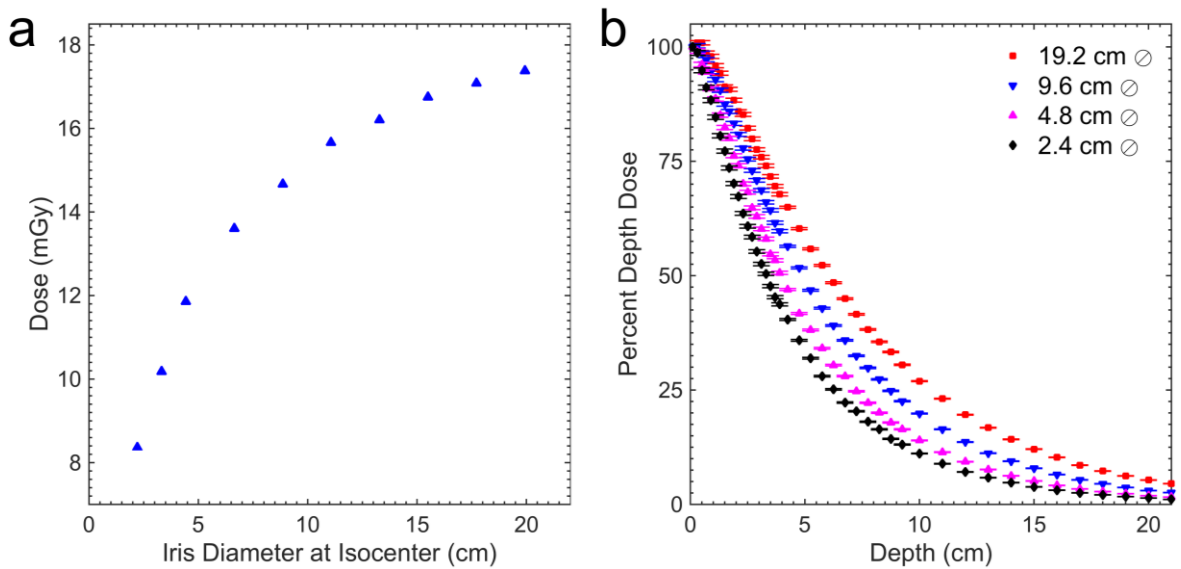 a
18
16
14
12
10
8
Dose (mGy)
0 5 10 15 20
Iris Diameter at Isocenter (cm)
b
100
75
50
25
0
Percent Depth Dose
19.2 cm ∅
9.6 cm ∅
4.8 cm ∅
2.4 cm ∅
0 5 10 15 20
Depth (cm)